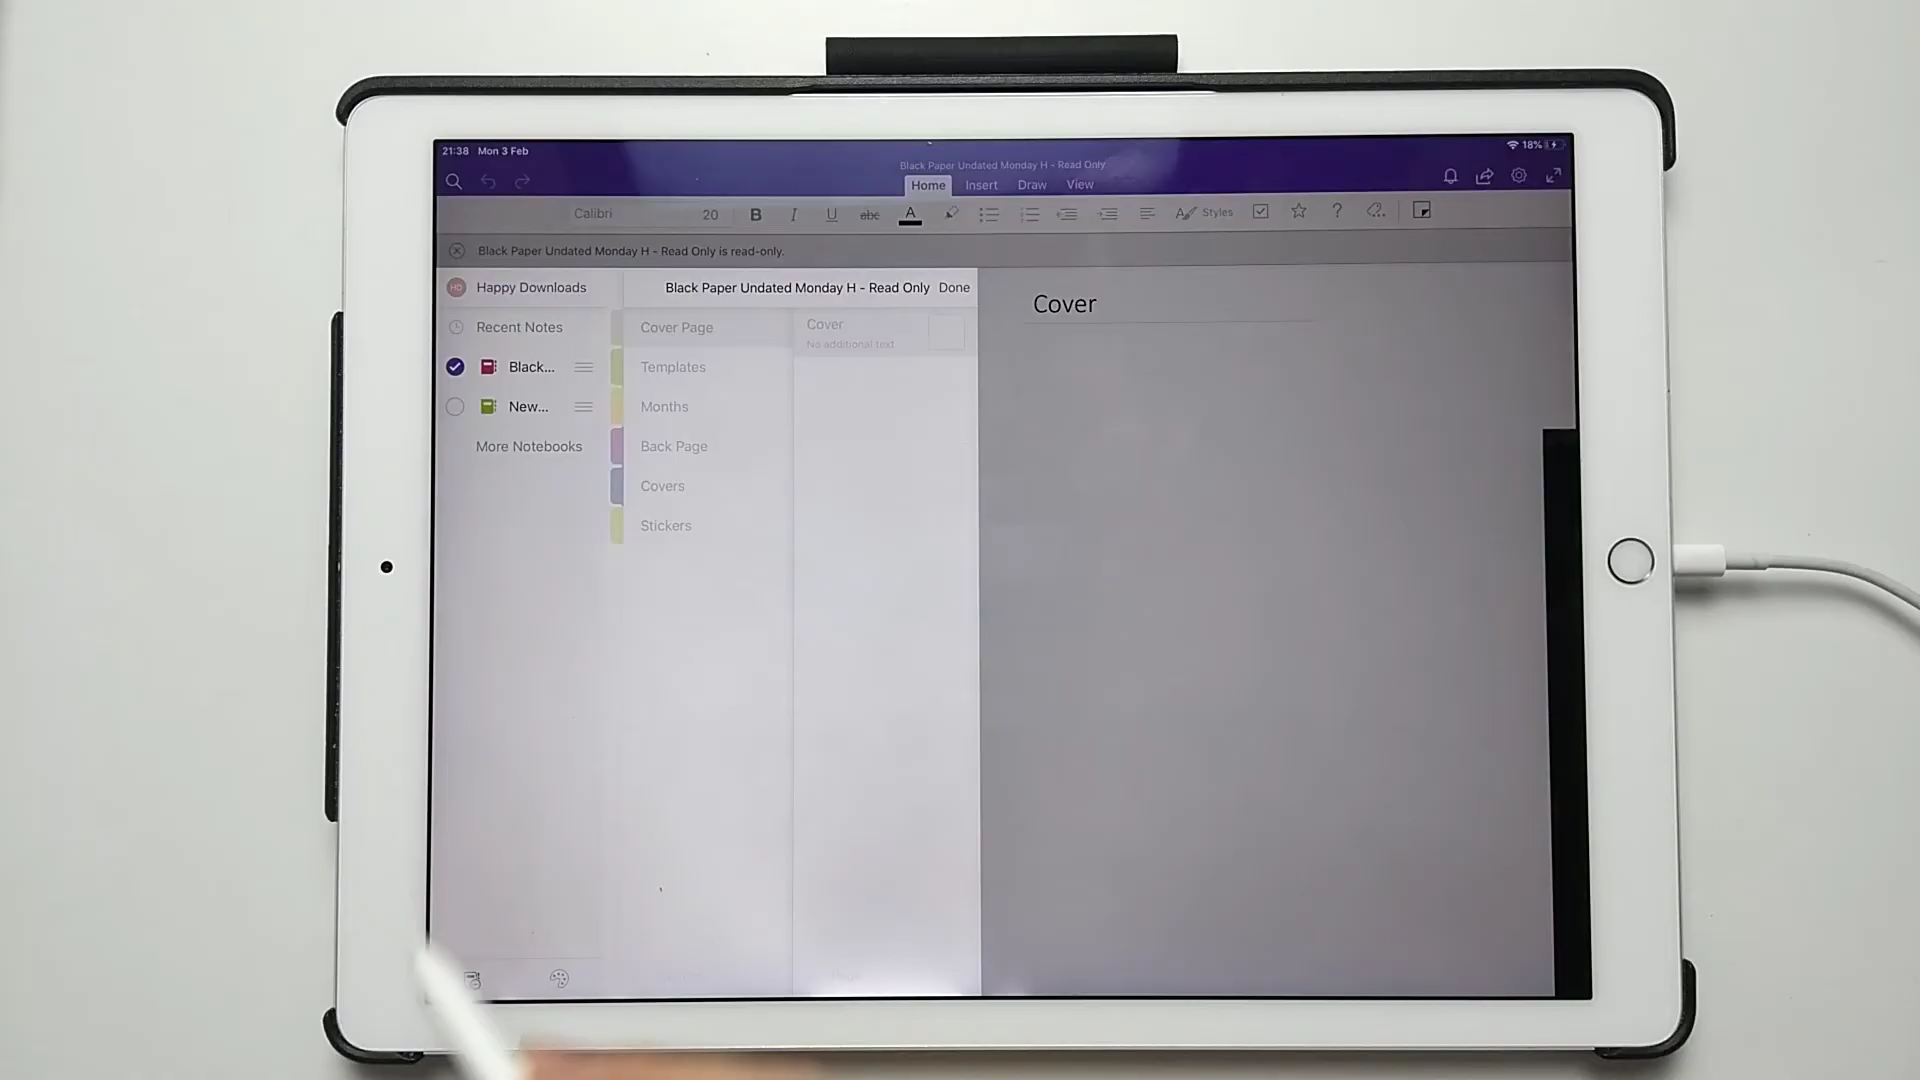 21:38 Mon 3 Feb
18%
Black Paper Undated Monday H - Read Only
Home Insert Draw View
Calibri 20 B I U abc A Styles ?
Black Paper Undated Monday H - Read Only is read-only.
HD Happy Downloads
Black Paper Undated Monday H - Read Only Done
Recent Notes
Black...
New...
More Notebooks
Cover Page
Templates
Months
Back Page
Covers
Stickers
Cover
No additional text
Cover